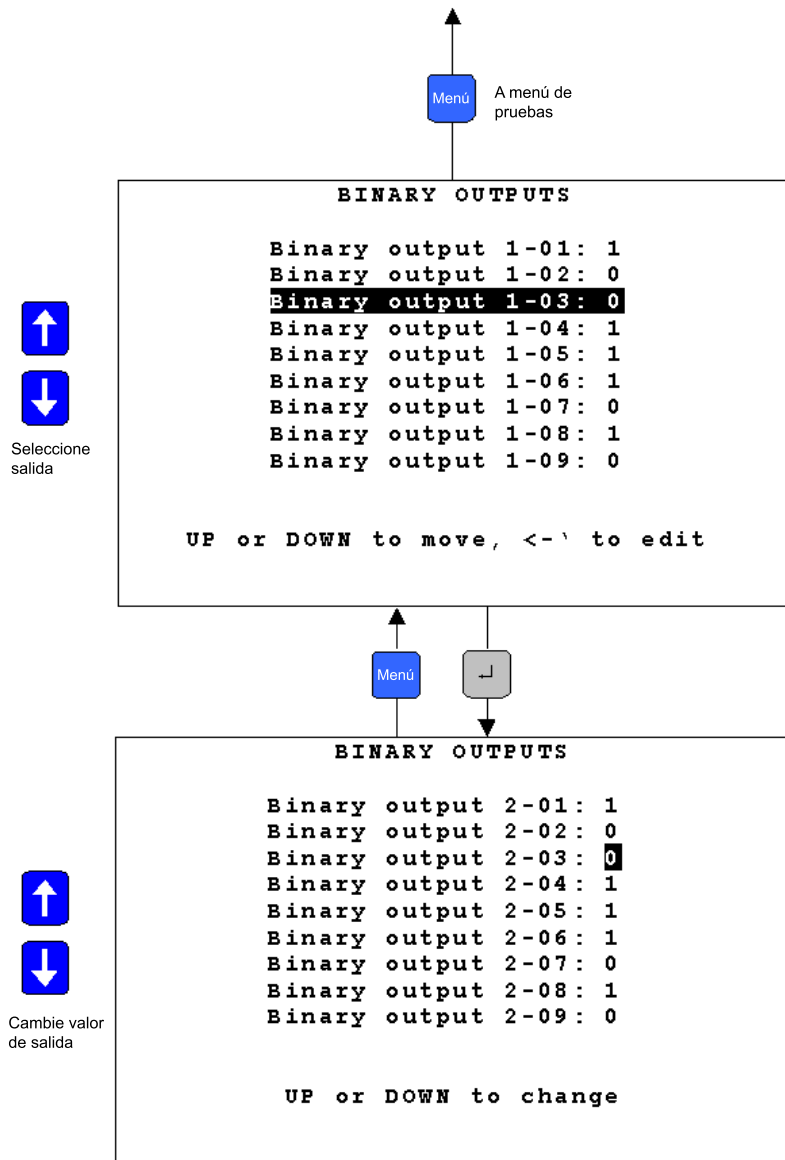 Menú
A menú de
pruebas
BINARY OUTPUTS
Binary output 1-01: 1
Binary output 1-02: 0
Binary output 1-03: 0
Binary output 1-04: 1
Binary output 1-05: 1
Binary output 1-06: 1
Binary output 1-07: 0
Binary output 1-08: 1
Binary output 1-09: 0
Seleccione
salida
UP or DOWN to move, <-` to edit
Menú
BINARY OUTPUTS
Binary output 2-01: 1
Binary output 2-02: 0
Binary output 2-03: 0
Binary output 2-04: 1
Binary output 2-05: 1
Binary output 2-06: 1
Binary output 2-07: 0
Binary output 2-08: 1
Binary output 2-09: 0
Cambie valor
de salida
UP or DOWN to change